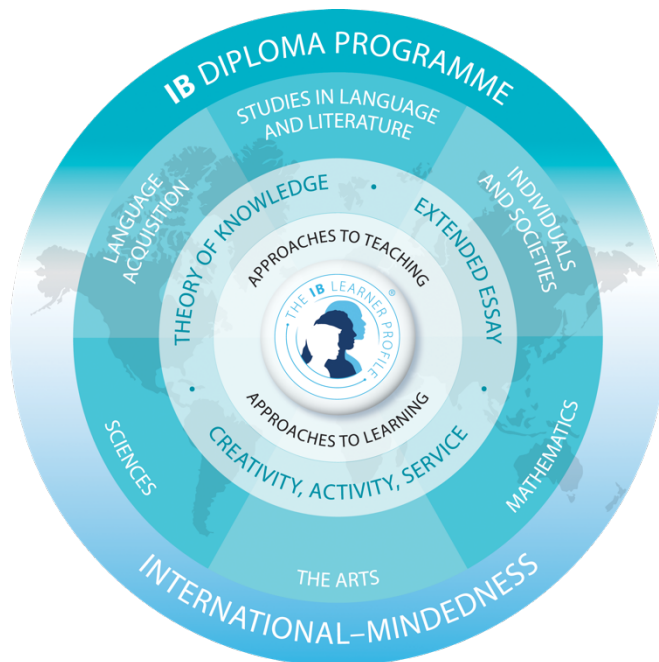 IB DIPLOMA PROGRAMME
STUDIES IN LANGUAGE
AND LITERATURE
LANGUAGE
ACQUISITION
INDIVIDUALS
AND SOCIETIES
THEORY OF KNOWLEDGE
•
EXTENDED ESSAY
APPROACHES TO TEACHING
THE IB LEARNER PROFILE ®
APPROACHES TO LEARNING
•
CREATIVITY, ACTIVITY, SERVICE
•
SCIENCES
MATHEMATICS
THE ARTS
INTERNATIONAL–MINDEDNESS